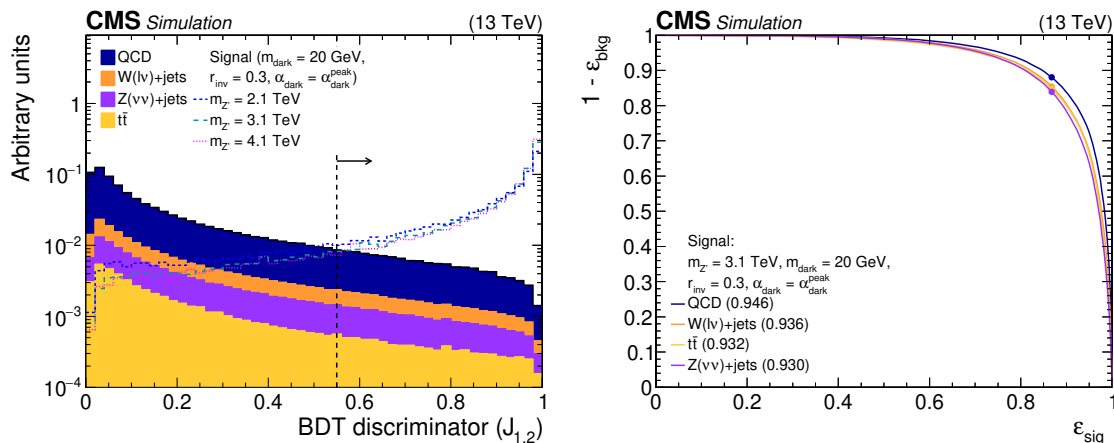 CMS Simulation (13 TeV)
Arbitrary units
QCD
W(lν)+jets
Z(νν)+jets
tt̄
Signal (m_dark = 20 GeV,
r_inv = 0.3, α_dark = α_dark^peak)
m_Z' = 2.1 TeV
m_Z' = 3.1 TeV
m_Z' = 4.1 TeV
1
10^−1
10^−2
10^−3
10^−4
0 0.2 0.4 0.6 0.8 1
BDT discriminator (J_1,2)
CMS Simulation (13 TeV)
1 - ε_bkg
1
0.9
0.8
0.7
0.6
0.5
0.4
0.3
0.2
0.1
0
Signal:
m_Z' = 3.1 TeV, m_dark = 20 GeV,
r_inv = 0.3, α_dark = α_dark^peak
QCD (0.946)
W(lν)+jets (0.936)
tt̄ (0.932)
Z(νν)+jets (0.930)
0 0.2 0.4 0.6 0.8 1
ε_sig